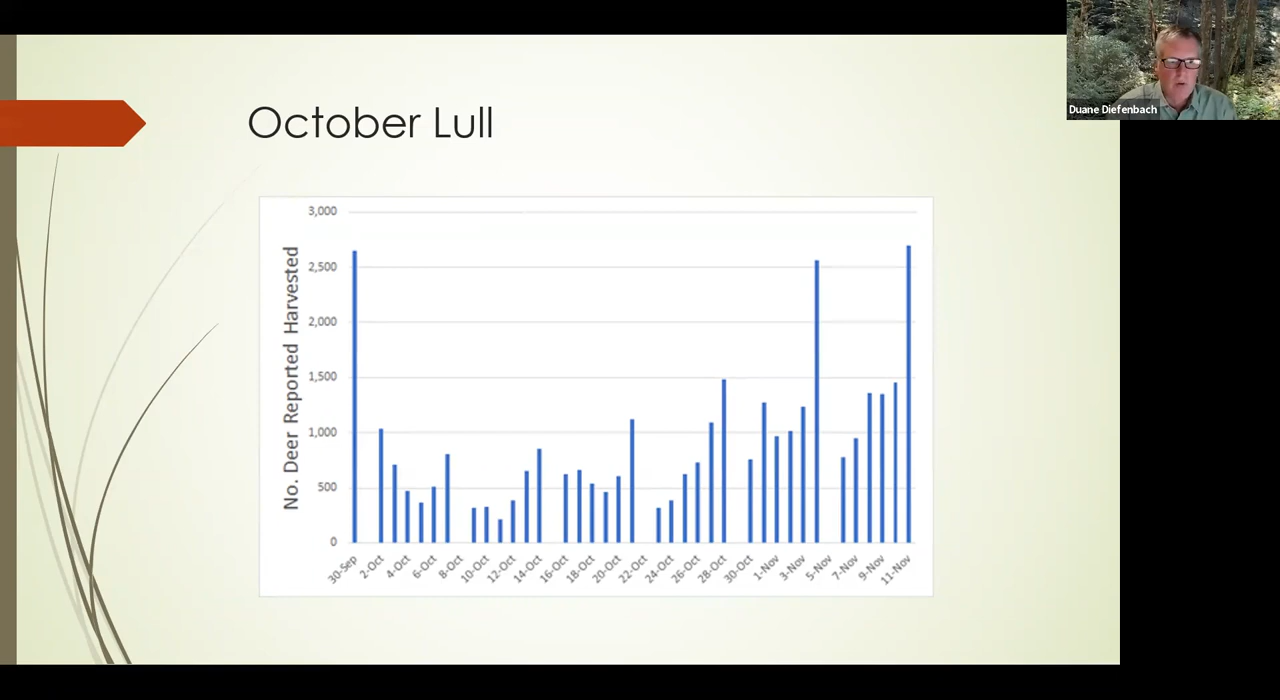 October Lull
Duane Diefenbach
No. Deer Reported Harvested
3,000
2,500
2,000
1,500
1,000
500
0
30-Sep
2-Oct
4-Oct
6-Oct
8-Oct
10-Oct
12-Oct
14-Oct
16-Oct
18-Oct
20-Oct
22-Oct
24-Oct
26-Oct
28-Oct
30-Oct
1-Nov
3-Nov
5-Nov
7-Nov
9-Nov
11-Nov